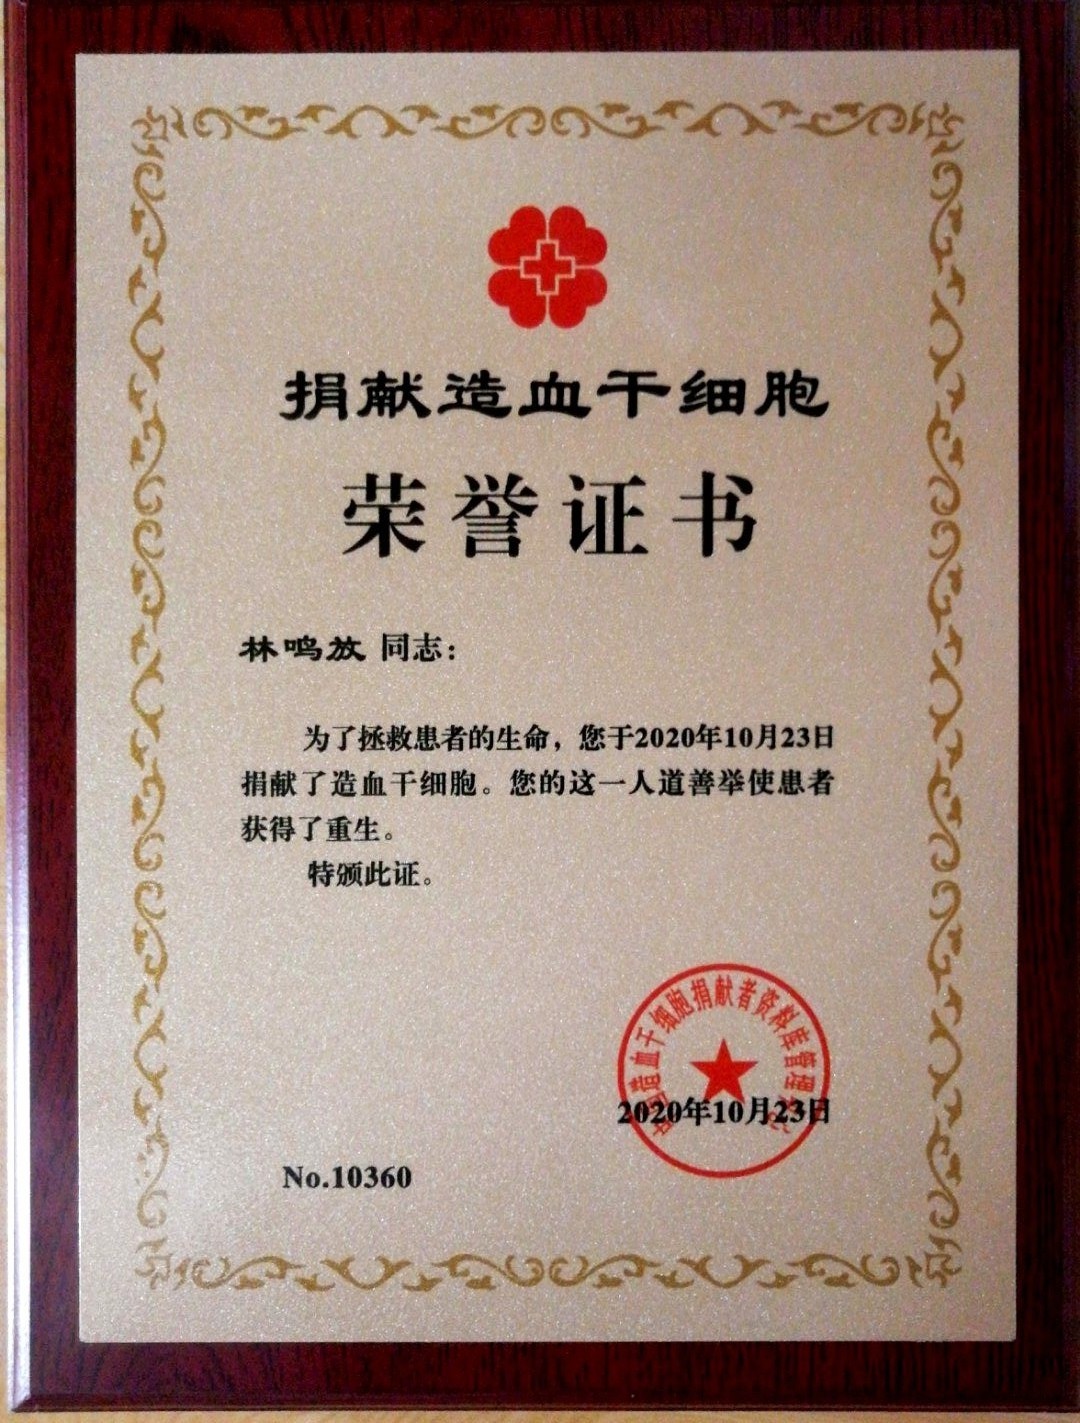 捐献造血干细胞
荣誉证书
林鸣放 同志：
为了拯救患者的生命，您于2020年10月23日
捐献了造血干细胞。您的这一人道善举使患者
获得了重生。
特颁此证。
中国造血干细胞捐献者资料库管理中心
2020年10月23日
No.10360